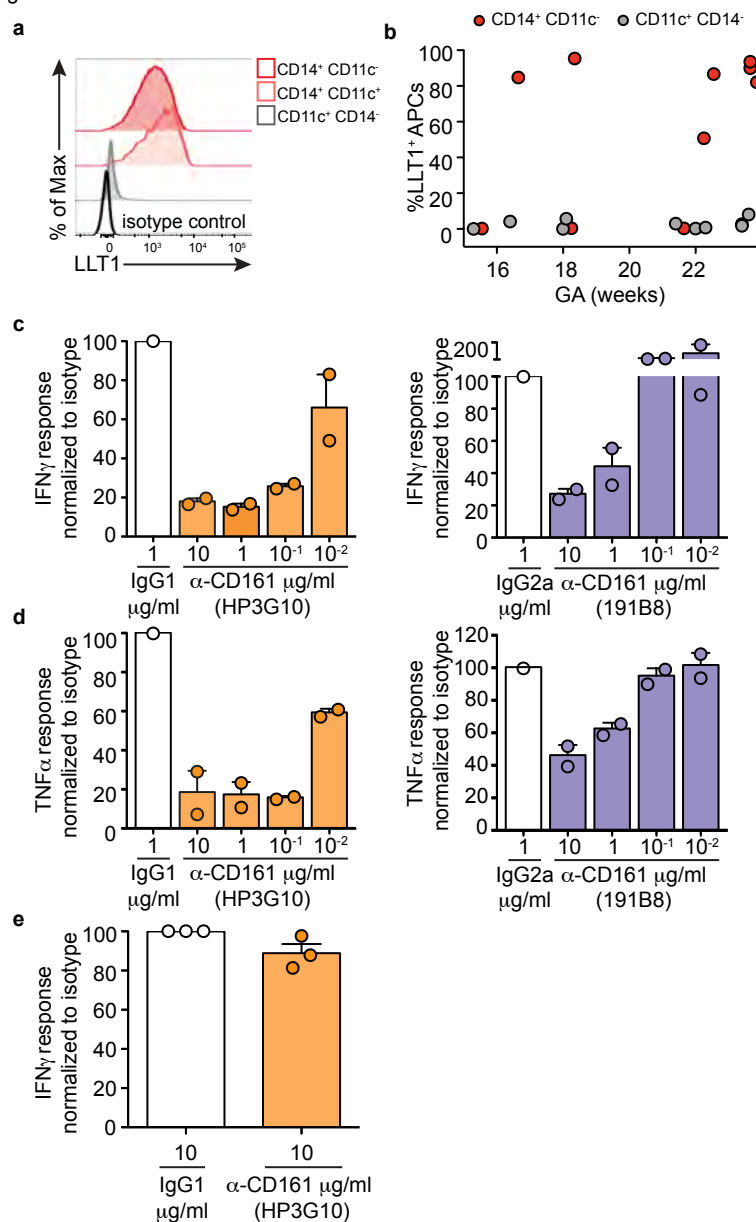 a
% of Max
CD14⁺ CD11c⁻
CD14⁺ CD11c⁺
CD11c⁺ CD14⁻
isotype control
0 10³ 10⁴ 10⁵
LLT1
b
CD14⁺ CD11c⁻ CD11c⁺ CD14⁻
%LLT1⁺ APCs
100
80
60
40
20
0
16 18 20 22
GA (weeks)
c
IFNγ response
normalized to isotype
100
80
60
40
20
0
1 10 1 10⁻¹ 10⁻²
IgG1 α-CD161 μg/ml
μg/ml (HP3G10)
IFNγ response
normalized to isotype
200
100
80
60
40
20
0
1 10 1 10⁻¹ 10⁻²
IgG2a α-CD161 μg/ml
μg/ml (191B8)
d
TNFα response
normalized to isotype
100
80
60
40
20
0
1 10 1 10⁻¹ 10⁻²
IgG1 α-CD161 μg/ml
μg/ml (HP3G10)
TNFα response
normalized to isotype
120
100
80
60
40
20
0
1 10 1 10⁻¹ 10⁻²
IgG2a α-CD161 μg/ml
μg/ml (191B8)
e
IFNγ response
normalized to isotype
100
80
60
40
20
0
10 10
IgG1 α-CD161 μg/ml
μg/ml (HP3G10)